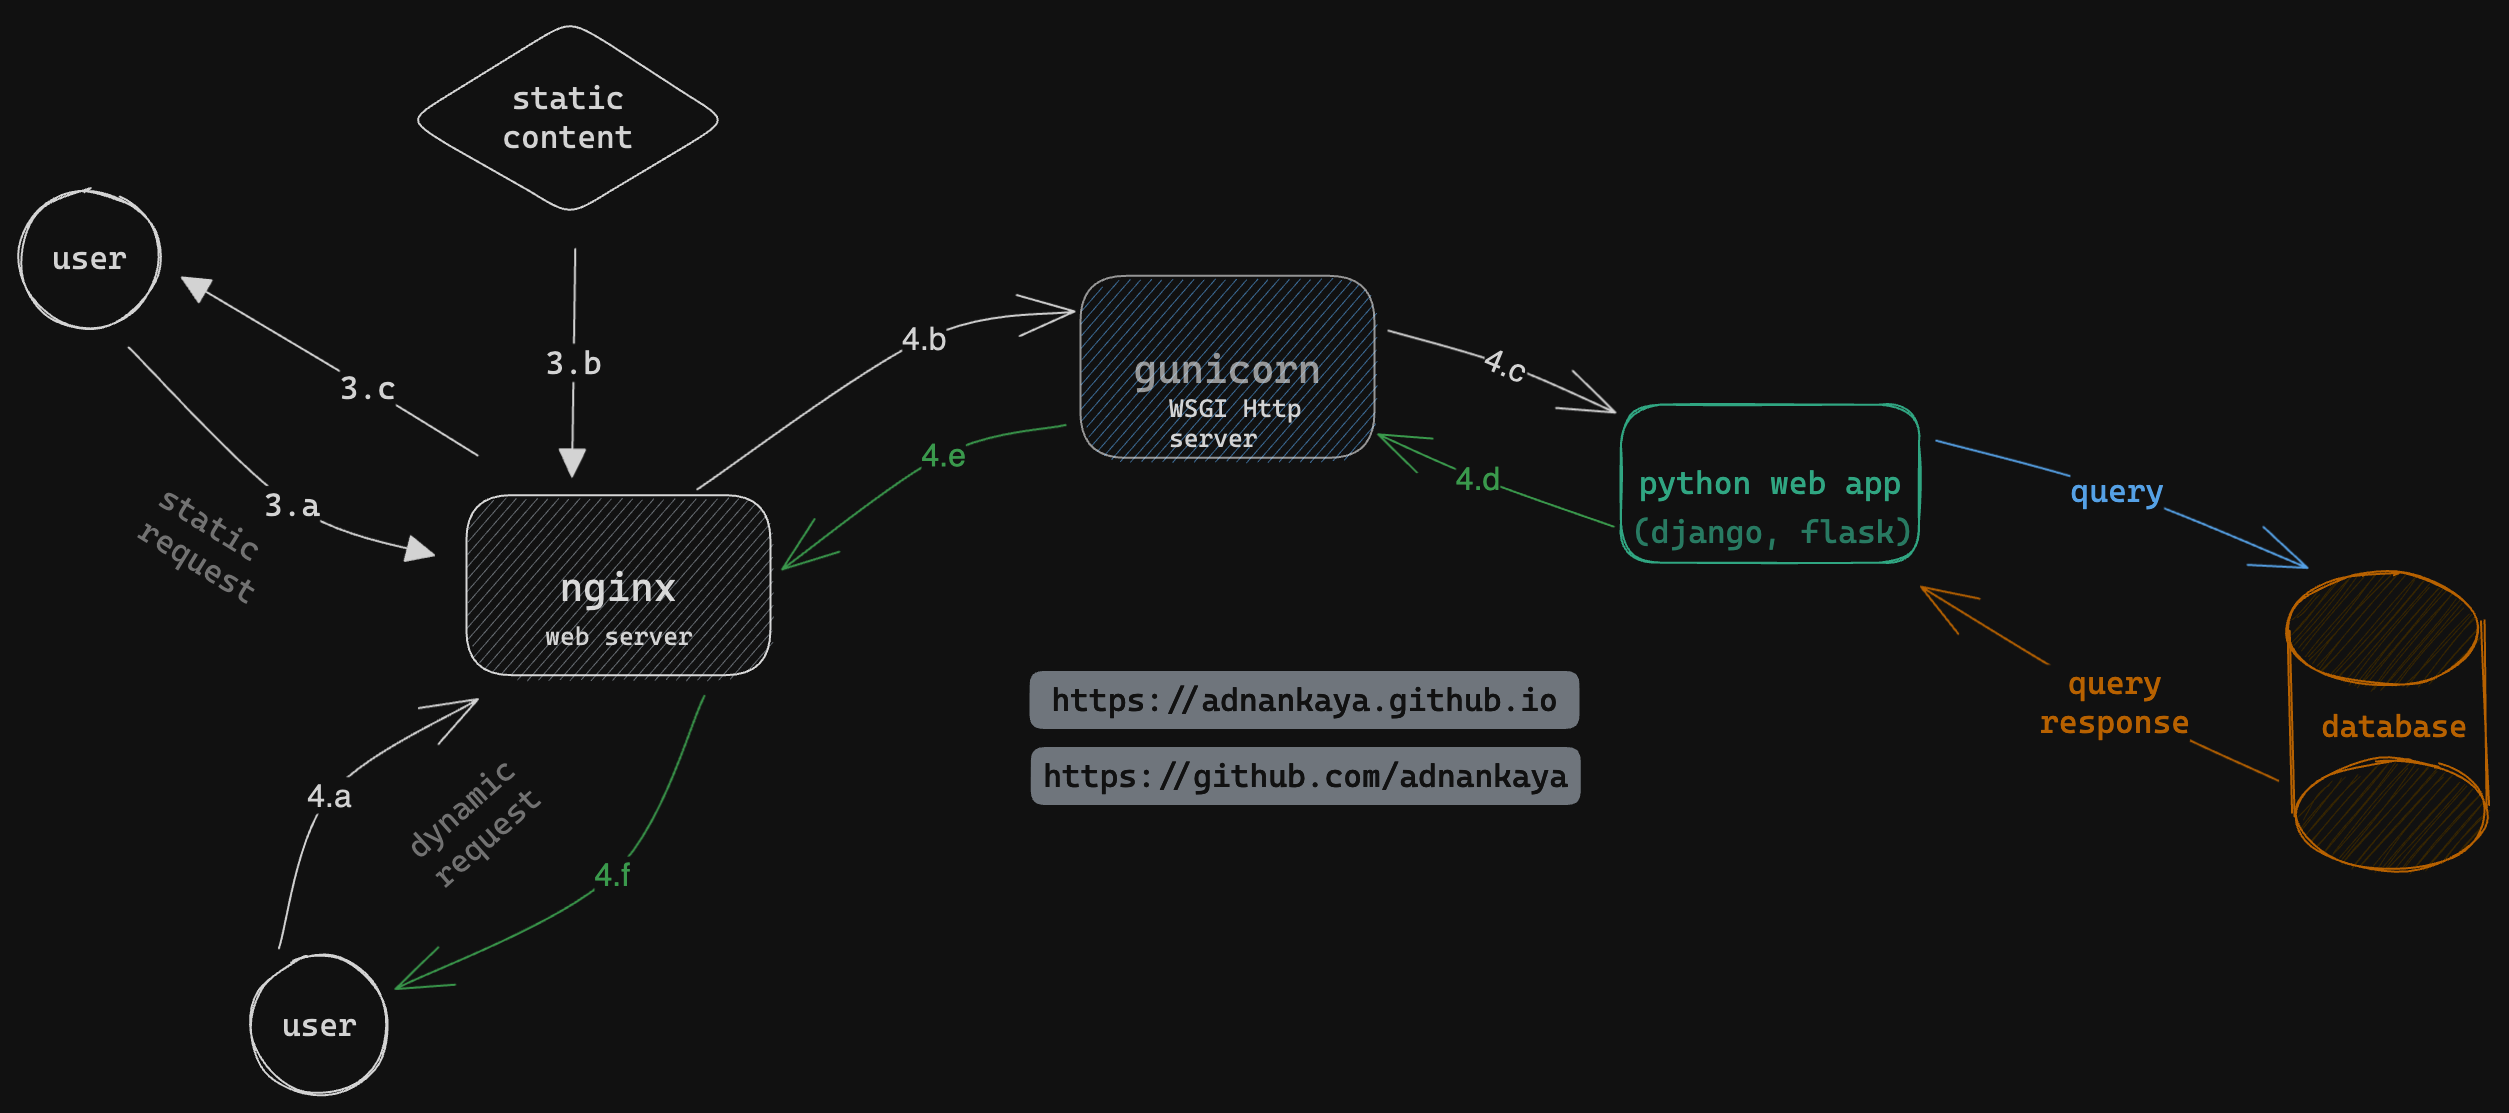 static
content
user
3.c
3.b
3.a
static
request
nginx
web server
4.b
4.e
gunicorn
WSGI Http
server
4.c
4.d
python web app
(django, flask)
query
query
response
database
https://adnankaya.github.io
https://github.com/adnankaya
4.a
dynamic
request
4.f
user